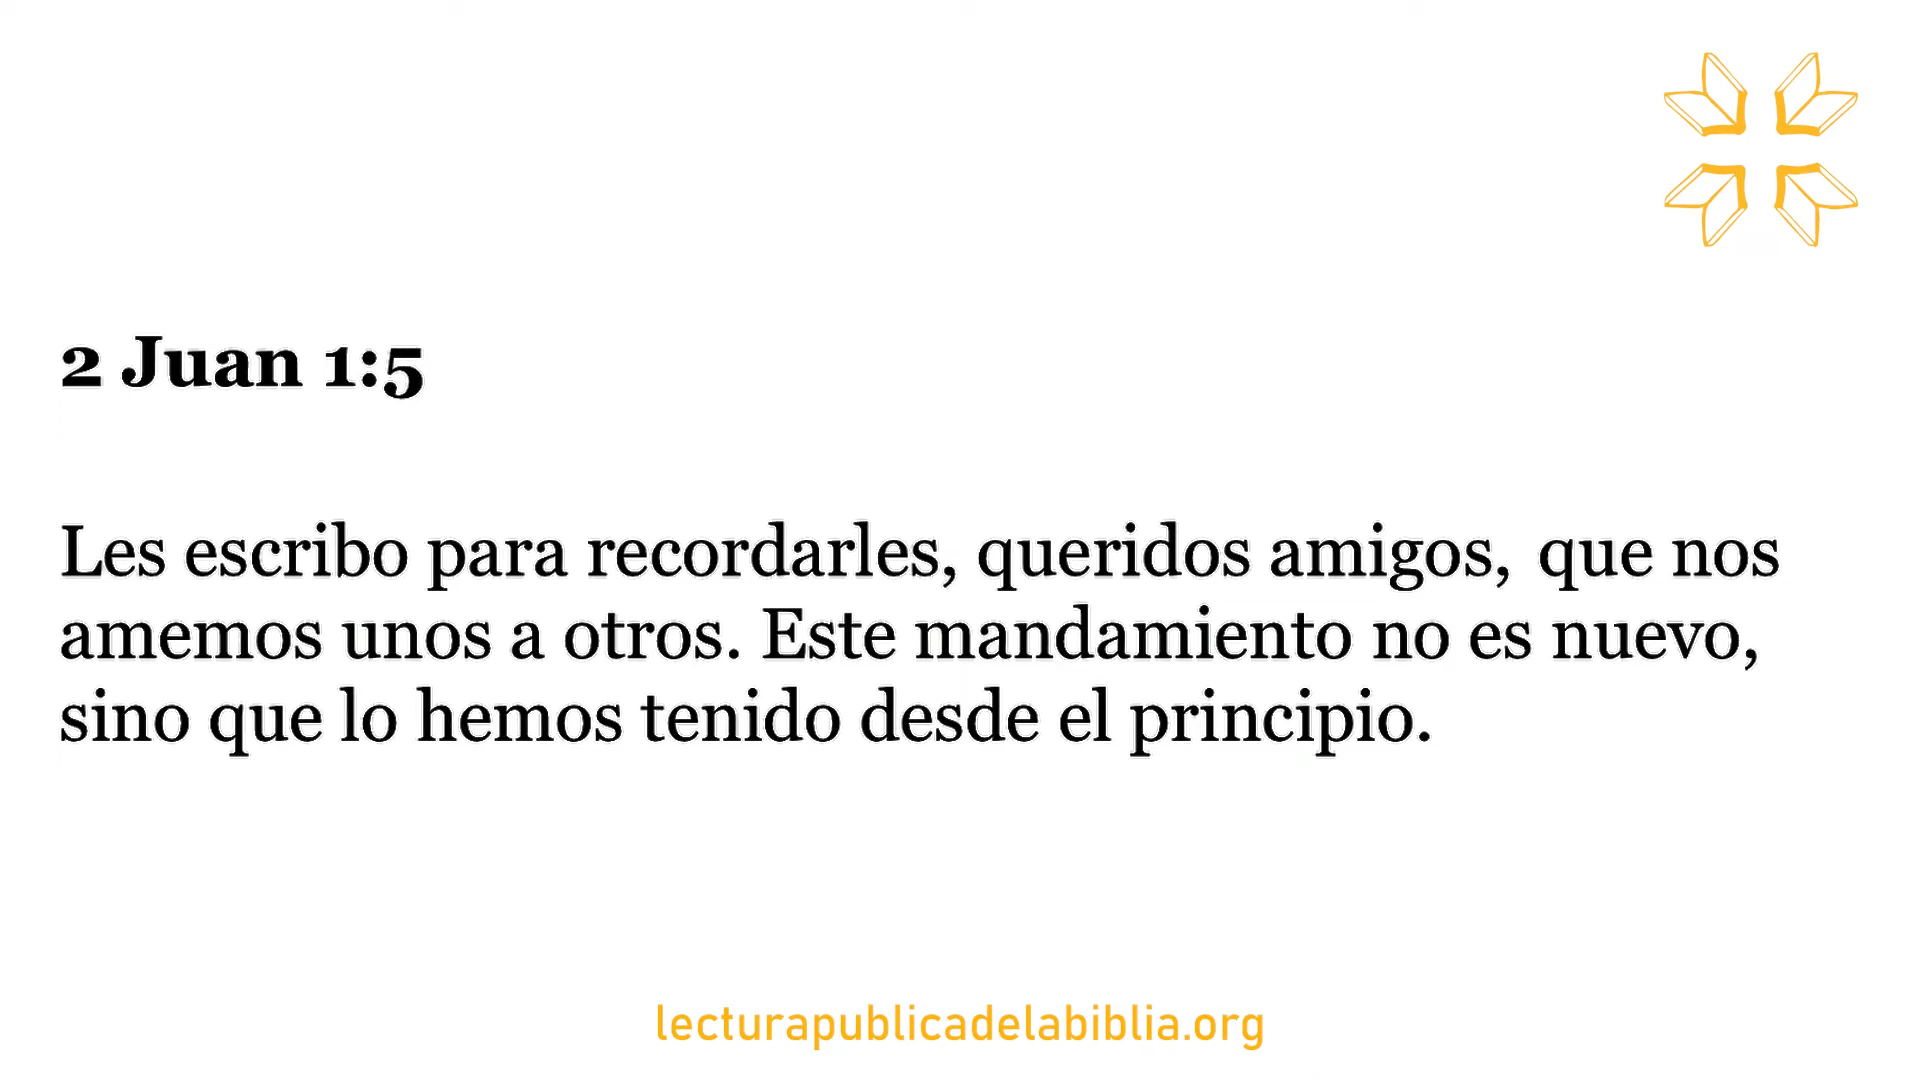 2 Juan 1:5
Les escribo para recordarles, queridos amigos, que nos
amemos unos a otros. Este mandamiento no es nuevo,
sino que lo hemos tenido desde el principio.
lecturapublicadelabiblia.org